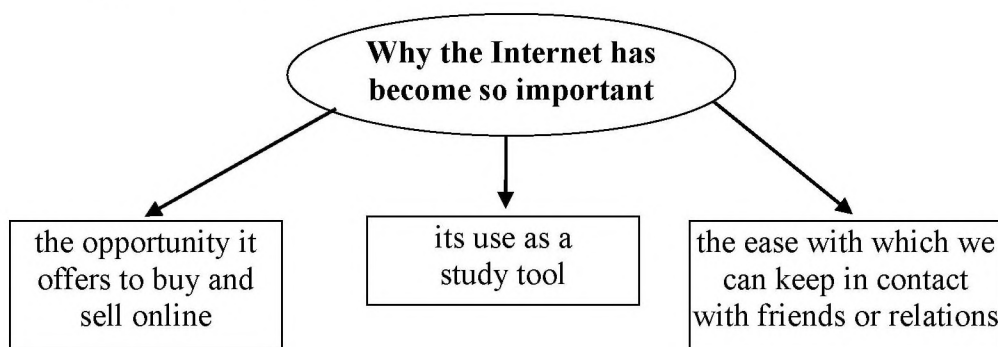 Why the Internet has
become so important
the opportunity it
offers to buy and
sell online
its use as a
study tool
the ease with which we
can keep in contact
with friends or relations